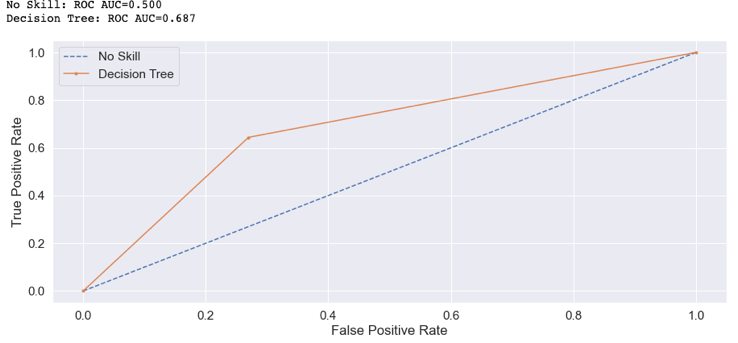 No Skill: ROC AUC=0.500
Decision Tree: ROC AUC=0.687
1.0
No Skill
Decision Tree
0.8
0.6
0.4
0.2
0.0
True Positive Rate
0.0 0.2 0.4 0.6 0.8 1.0
False Positive Rate